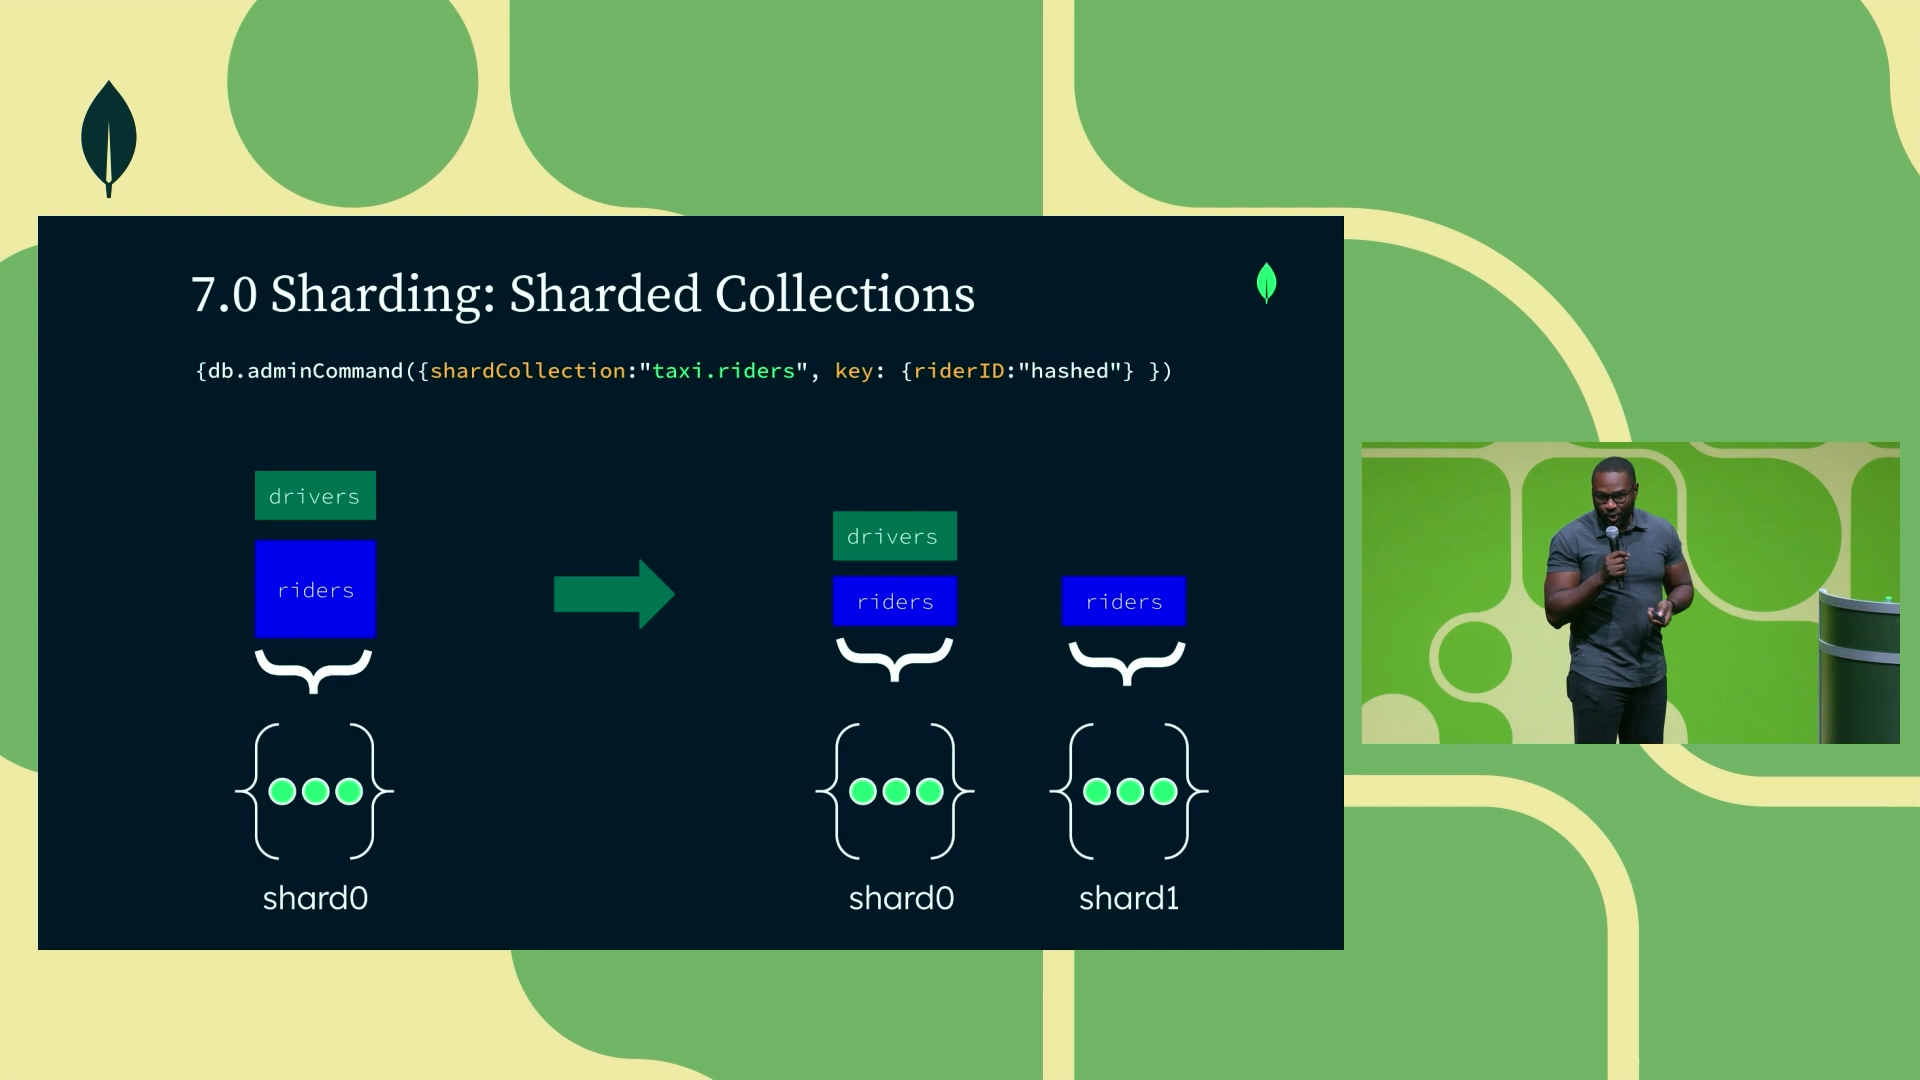 7.0 Sharding: Sharded Collections
{db.adminCommand({shardCollection:"taxi.riders", key: {riderID:"hashed"} })
drivers
riders
drivers
riders
riders
shard0
shard0
shard1